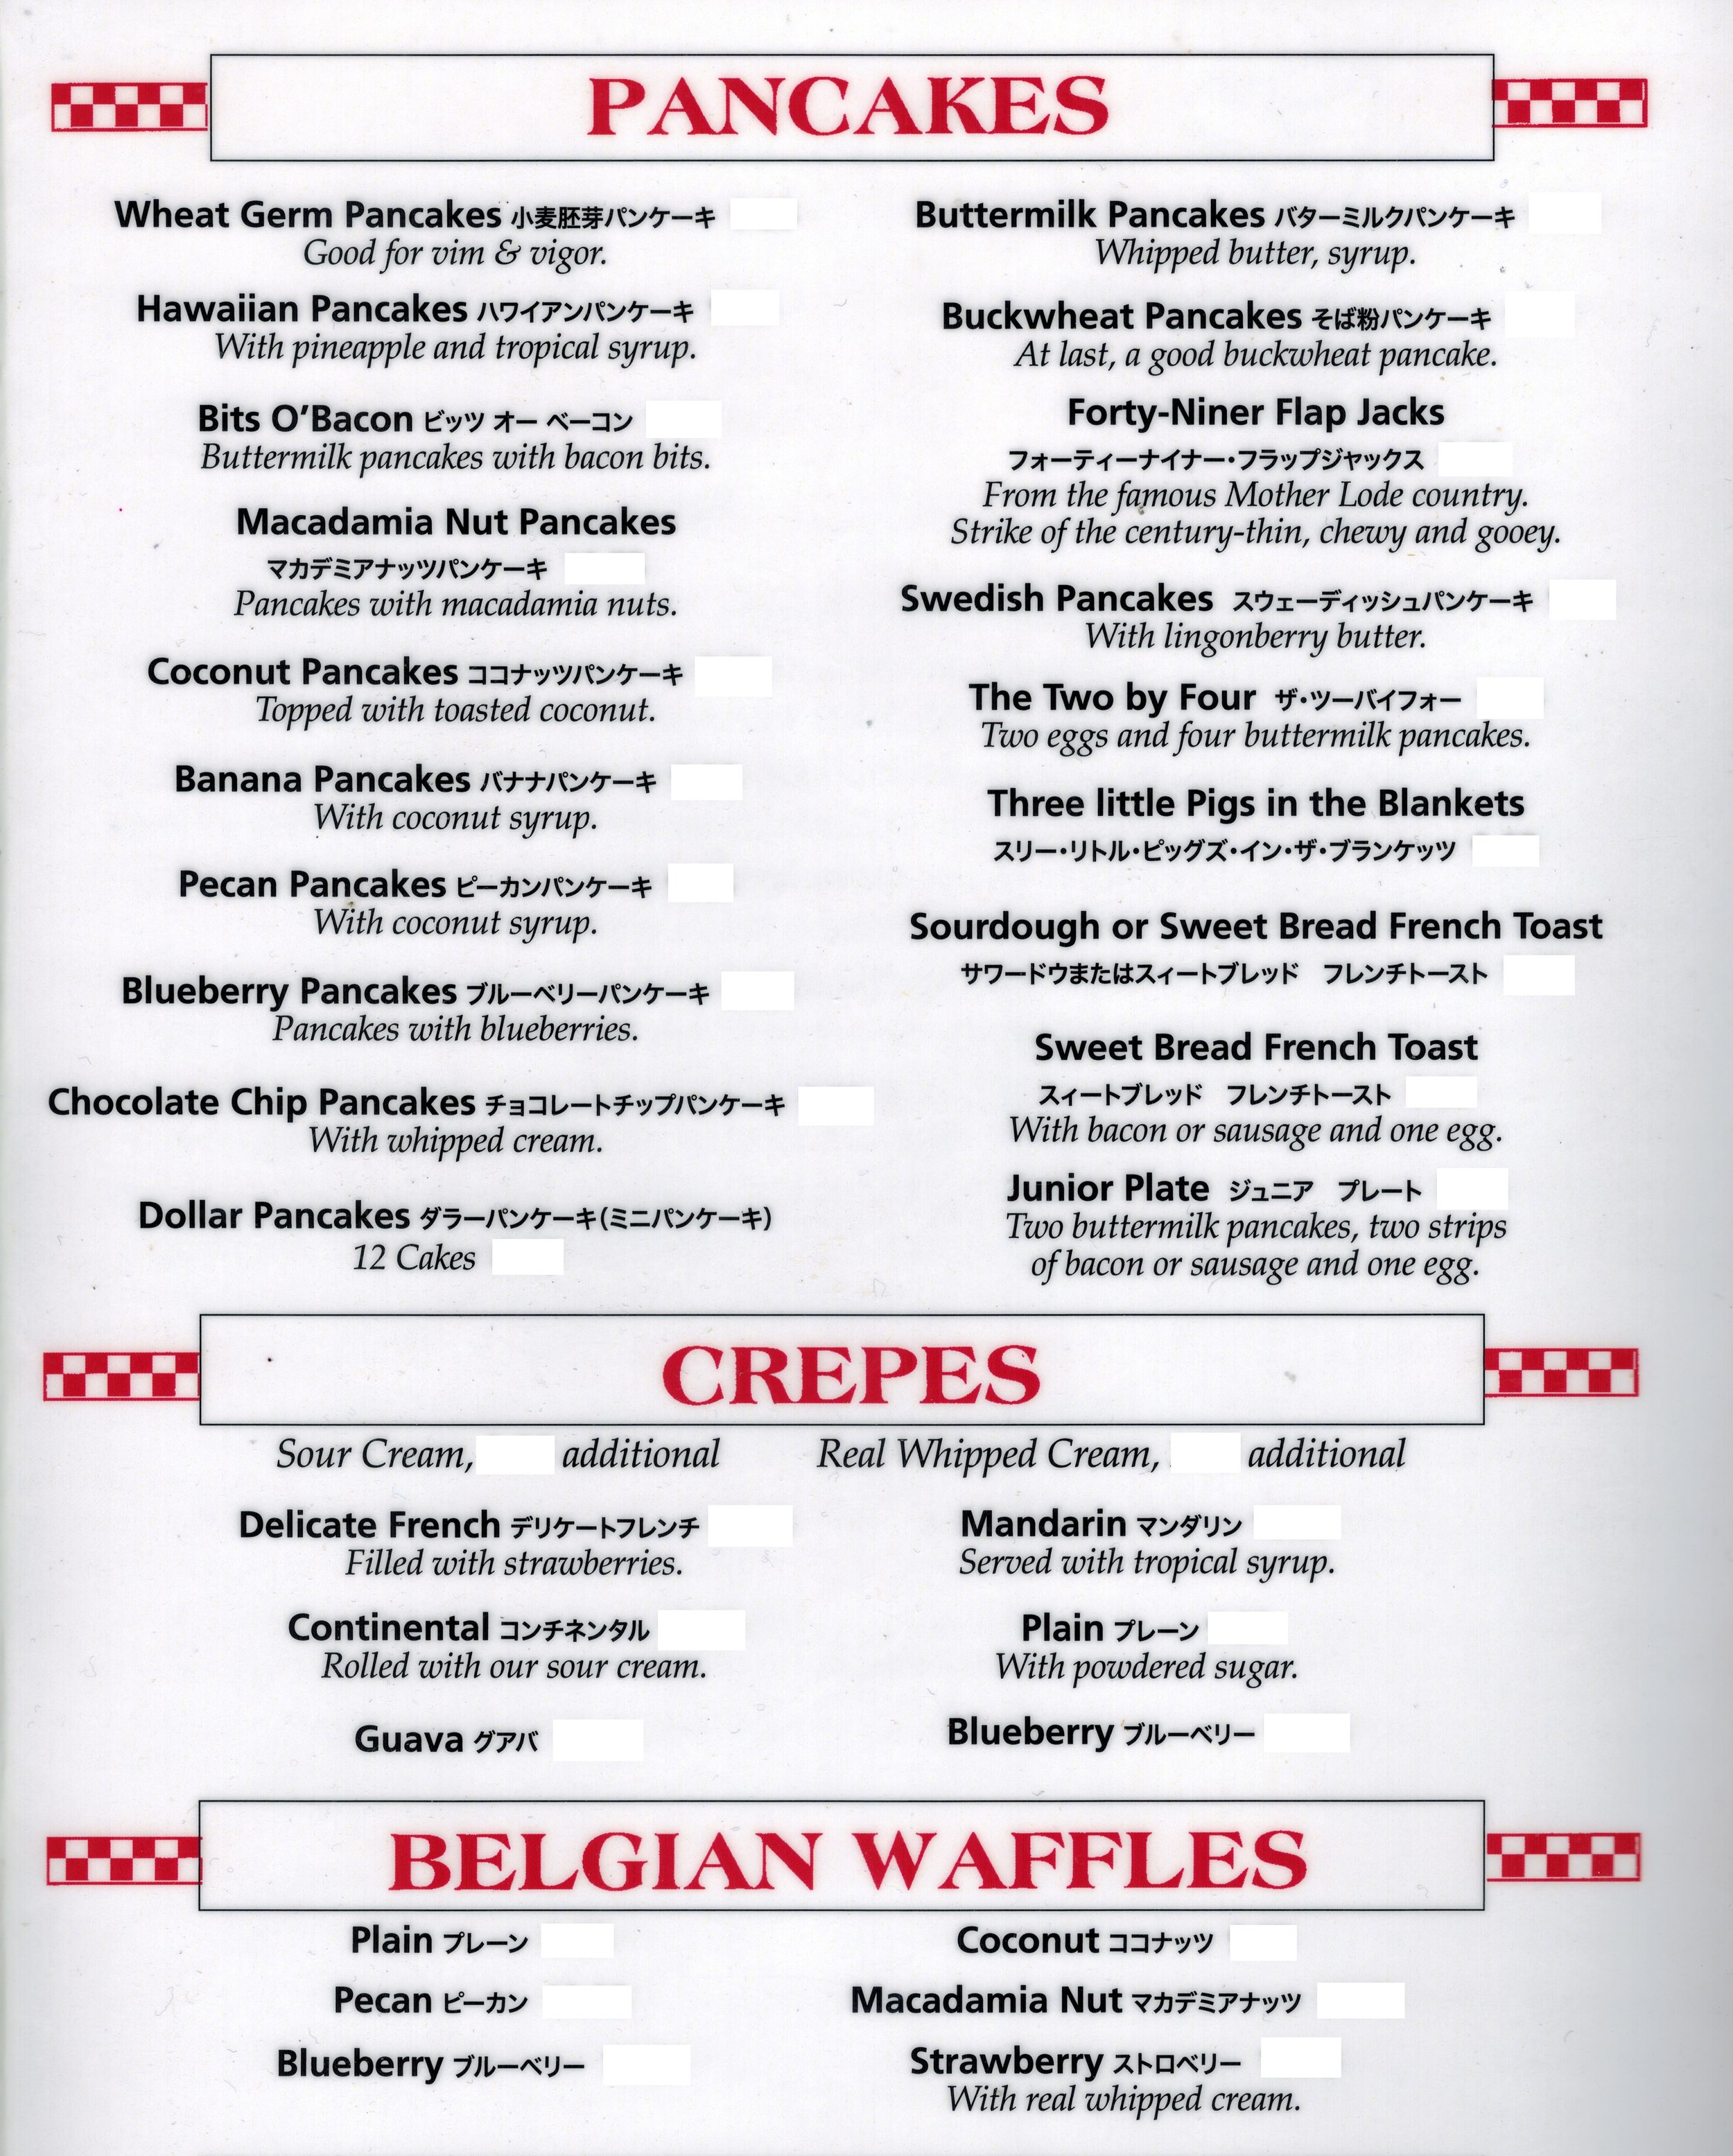 PANCAKES
Wheat Germ Pancakes 小麦胚芽パンケーキ
Good for vim & vigor.
Hawaiian Pancakes ハワイアンパンケーキ
With pineapple and tropical syrup.
Bits O'Bacon ビッツ オー ベーコン
Buttermilk pancakes with bacon bits.
Macadamia Nut Pancakes
マカデミアナッツパンケーキ
Pancakes with macadamia nuts.
Coconut Pancakes ココナッツパンケーキ
Topped with toasted coconut.
Banana Pancakes バナナパンケーキ
With coconut syrup.
Pecan Pancakes ピーカンパンケーキ
With coconut syrup.
Blueberry Pancakes ブルーベリーパンケーキ
Pancakes with blueberries.
Chocolate Chip Pancakes チョコレートチップパンケーキ
With whipped cream.
Dollar Pancakes ダラーパンケーキ(ミニパンケーキ)
12 Cakes
Buttermilk Pancakes バターミルクパンケーキ
Whipped butter, syrup.
Buckwheat Pancakes そば粉パンケーキ
At last, a good buckwheat pancake.
Forty-Niner Flap Jacks
フォーティーナイナー・フラップジャックス
From the famous Mother Lode country.
Strike of the century-thin, chewy and gooey.
Swedish Pancakes スウェーディッシュパンケーキ
With lingonberry butter.
The Two by Four ザ・ツーバイフォー
Two eggs and four buttermilk pancakes.
Three little Pigs in the Blankets
スリー・リトル・ピッグズ・イン・ザ・ブランケッツ
Sourdough or Sweet Bread French Toast
サワードウまたはスィートブレッド　フレンチトースト
Sweet Bread French Toast
スィートブレッド　フレンチトースト
With bacon or sausage and one egg.
Junior Plate ジュニア　プレート
Two buttermilk pancakes, two strips
of bacon or sausage and one egg.
CREPES
Sour Cream, additional
Real Whipped Cream, additional
Delicate French デリケートフレンチ
Filled with strawberries.
Continental コンチネンタル
Rolled with our sour cream.
Guava グアバ
Mandarin マンダリン
Served with tropical syrup.
Plain プレーン
With powdered sugar.
Blueberry ブルーベリー
BELGIAN WAFFLES
Plain プレーン
Pecan ピーカン
Blueberry ブルーベリー
Coconut ココナッツ
Macadamia Nut マカデミアナッツ
Strawberry ストロベリー
With real whipped cream.